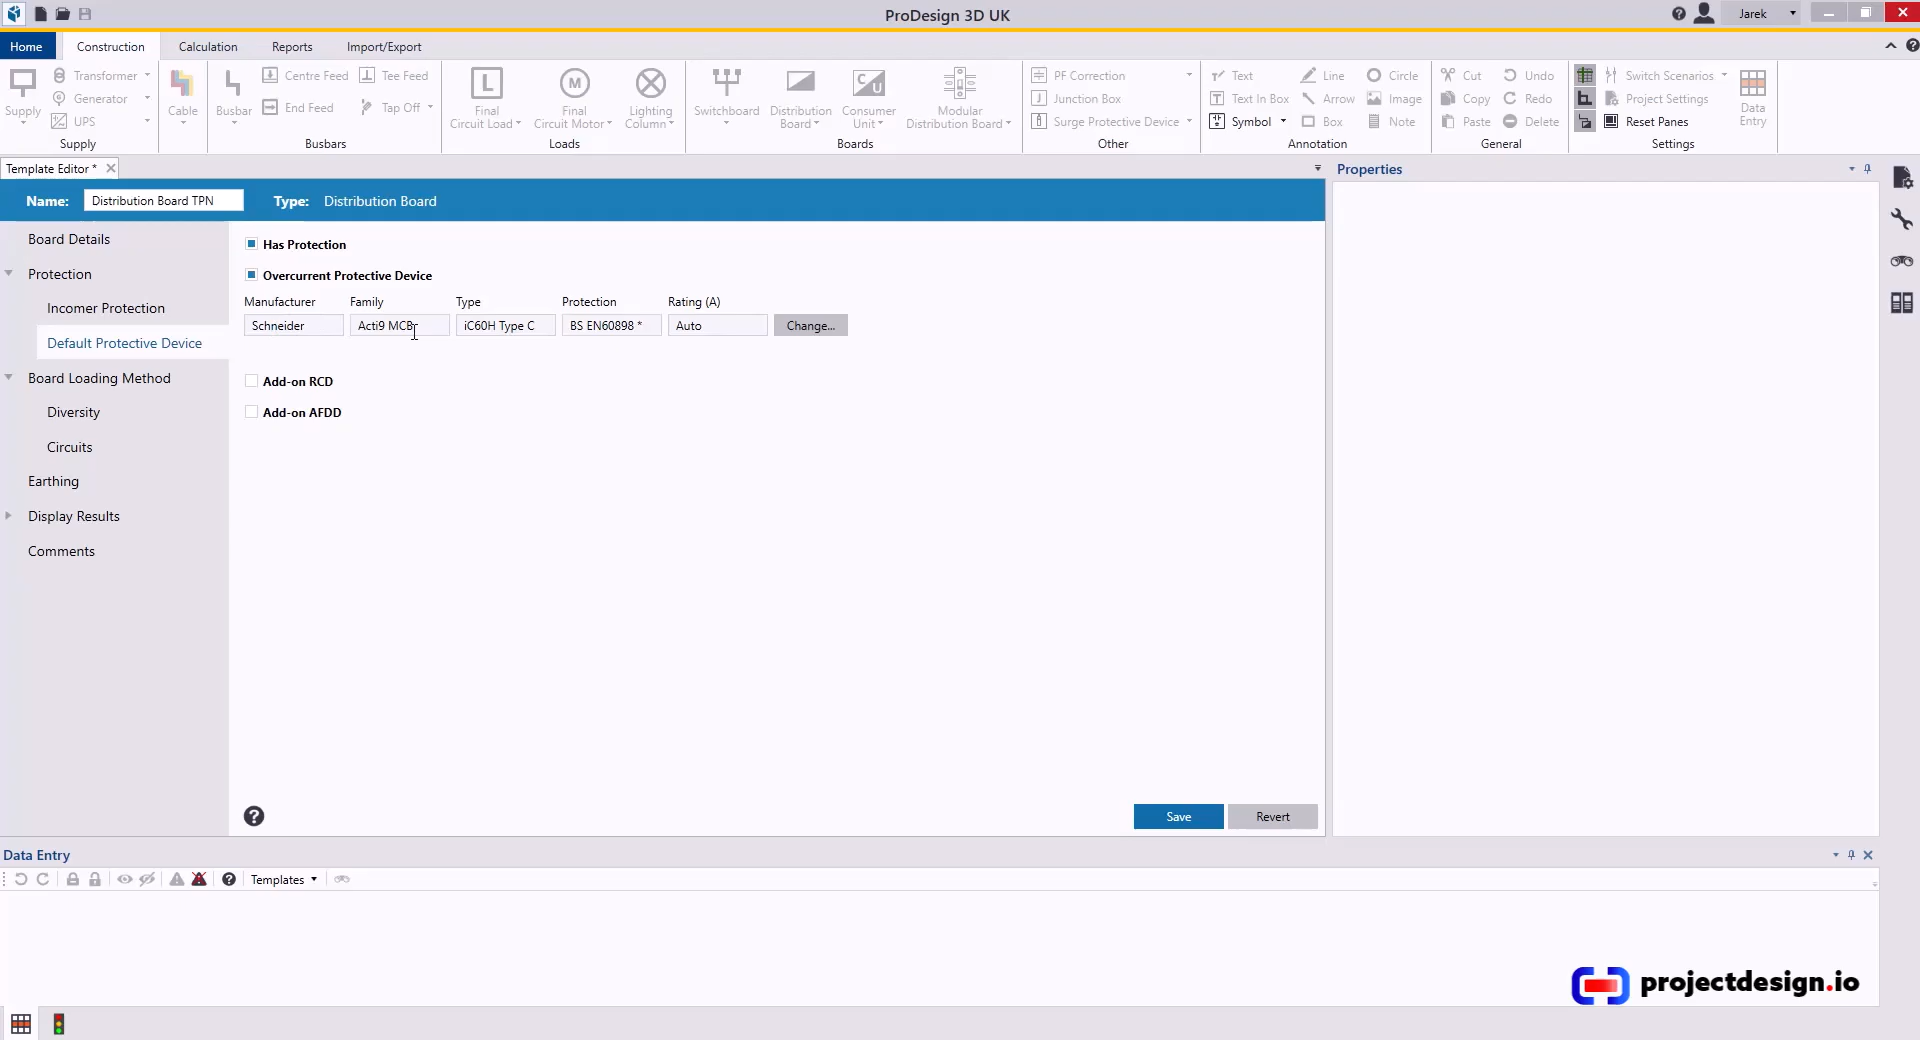 ProDesign 3D UK
Jarek
Home Construction Calculation Reports Import/Export
Supply Transformer Generator UPS
Supply
Cable
Busbar Centre Feed Tee Feed
End Feed Tap Off
Busbars
Final Circuit Load
Final Circuit Motor
Lighting Column
Loads
Switchboard
Distribution Board
Consumer Unit
Modular Distribution Board
Boards
PF Correction
Junction Box
Surge Protective Device
Other
Text Line Circle
Text In Box Arrow Image
Symbol Box Note
Annotation
Cut Undo
Copy Redo
Paste Delete
General
Switch Scenarios
Project Settings
Reset Panes
Data Entry
Settings
Template Editor *
Properties
Name: Distribution Board TPN Type: Distribution Board
Board Details
Protection
Incomer Protection
Default Protective Device
Board Loading Method
Diversity
Circuits
Earthing
Display Results
Comments
Has Protection
Overcurrent Protective Device
Manufacturer Family Type Protection Rating (A)
Schneider Acti9 MCB iC60H Type C BS EN60898 * Auto Change...
Add-on RCD
Add-on AFDD
Save Revert
Data Entry
Templates
projectdesign.io